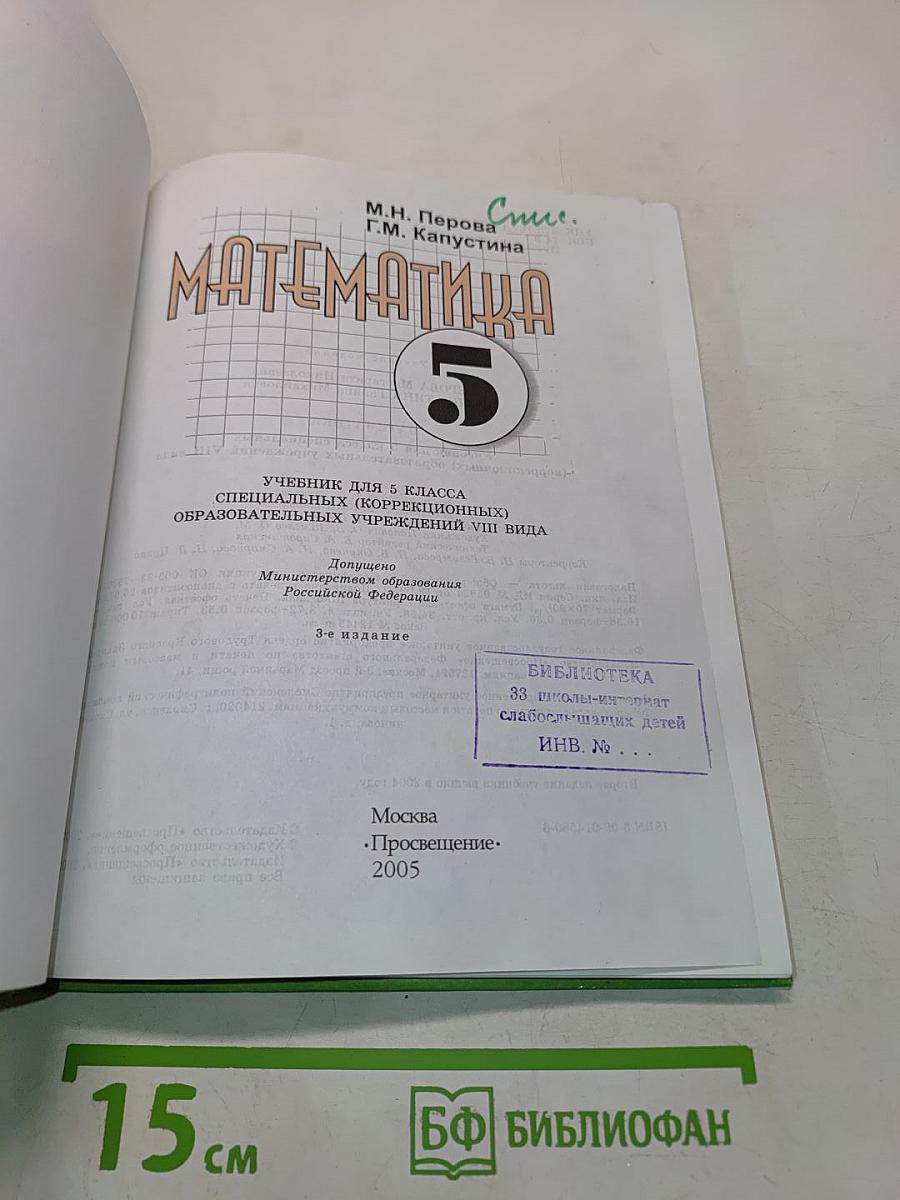 М.Н. Перова
Г.М. Капустина
Спис.
МАТЕМАТИКА
5
УЧЕБНИК ДЛЯ 5 КЛАССА
СПЕЦИАЛЬНЫХ (КОРРЕКЦИОННЫХ)
ОБРАЗОВАТЕЛЬНЫХ УЧРЕЖДЕНИЙ VIII ВИДА
Допущено
Министерством образования
Российской Федерации
3-е издание
БИБЛИОТЕКА
33 школы-интернат
слабослышащих детей
ИНВ. № . . .
Москва
•Просвещение•
2005
15 см
БФ БИБЛИОФАН